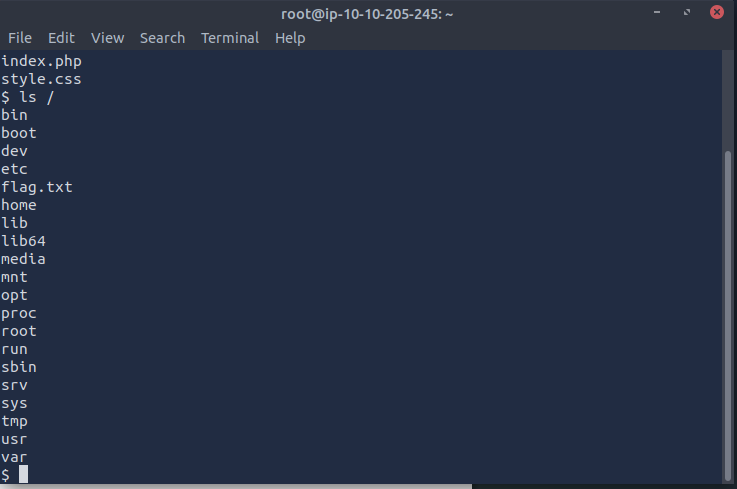 root@ip-10-10-205-245: ~
File Edit View Search Terminal Help
index.php
style.css
$ ls /
bin
boot
dev
etc
flag.txt
home
lib
lib64
media
mnt
opt
proc
root
run
sbin
srv
sys
tmp
usr
var
$